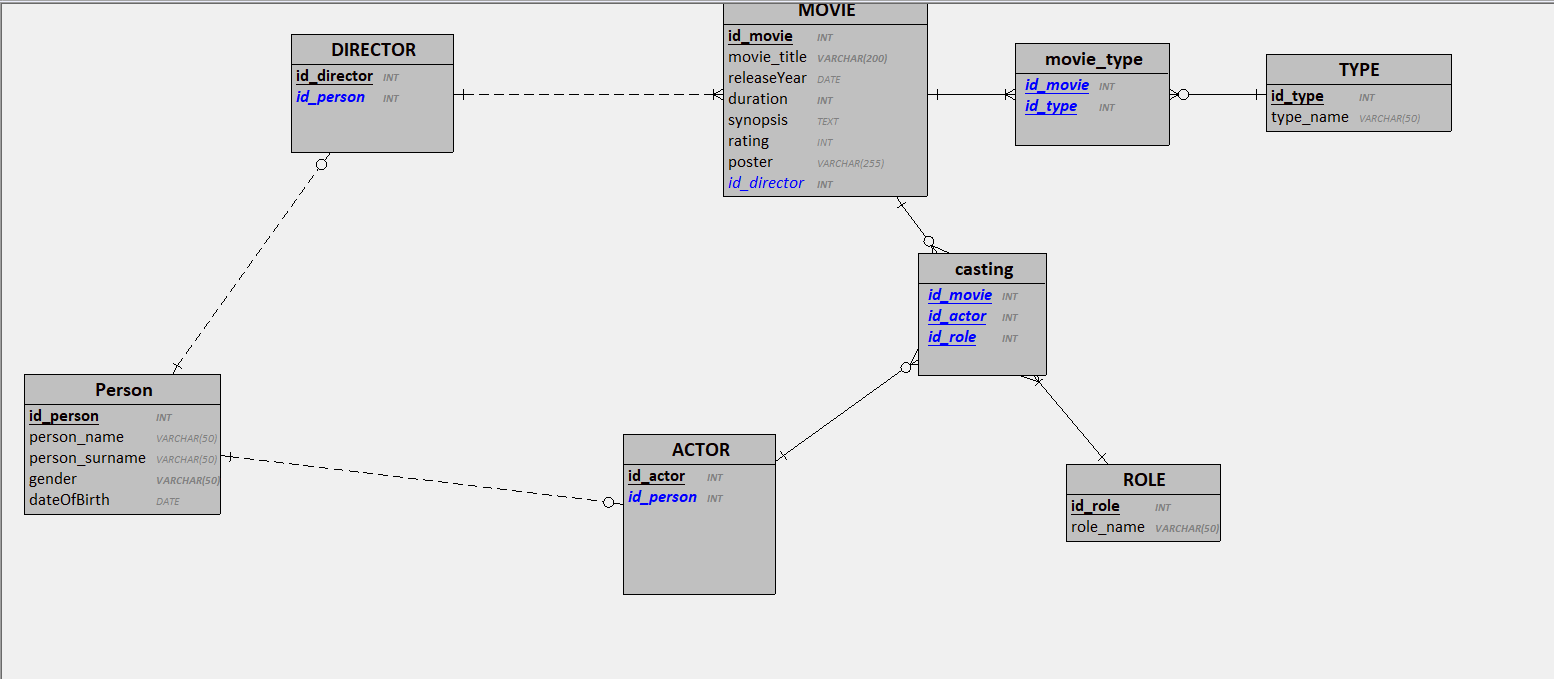 MOVIE
id_movie INT
movie_title VARCHAR(200)
releaseYear DATE
duration INT
synopsis TEXT
rating INT
poster VARCHAR(255)
id_director INT
DIRECTOR
id_director INT
id_person INT
movie_type
id_movie INT
id_type INT
TYPE
id_type INT
type_name VARCHAR(50)
casting
id_movie INT
id_actor INT
id_role INT
Person
id_person INT
person_name VARCHAR(50)
person_surname VARCHAR(50)
gender VARCHAR(50)
dateOfBirth DATE
ACTOR
id_actor INT
id_person INT
ROLE
id_role INT
role_name VARCHAR(50)